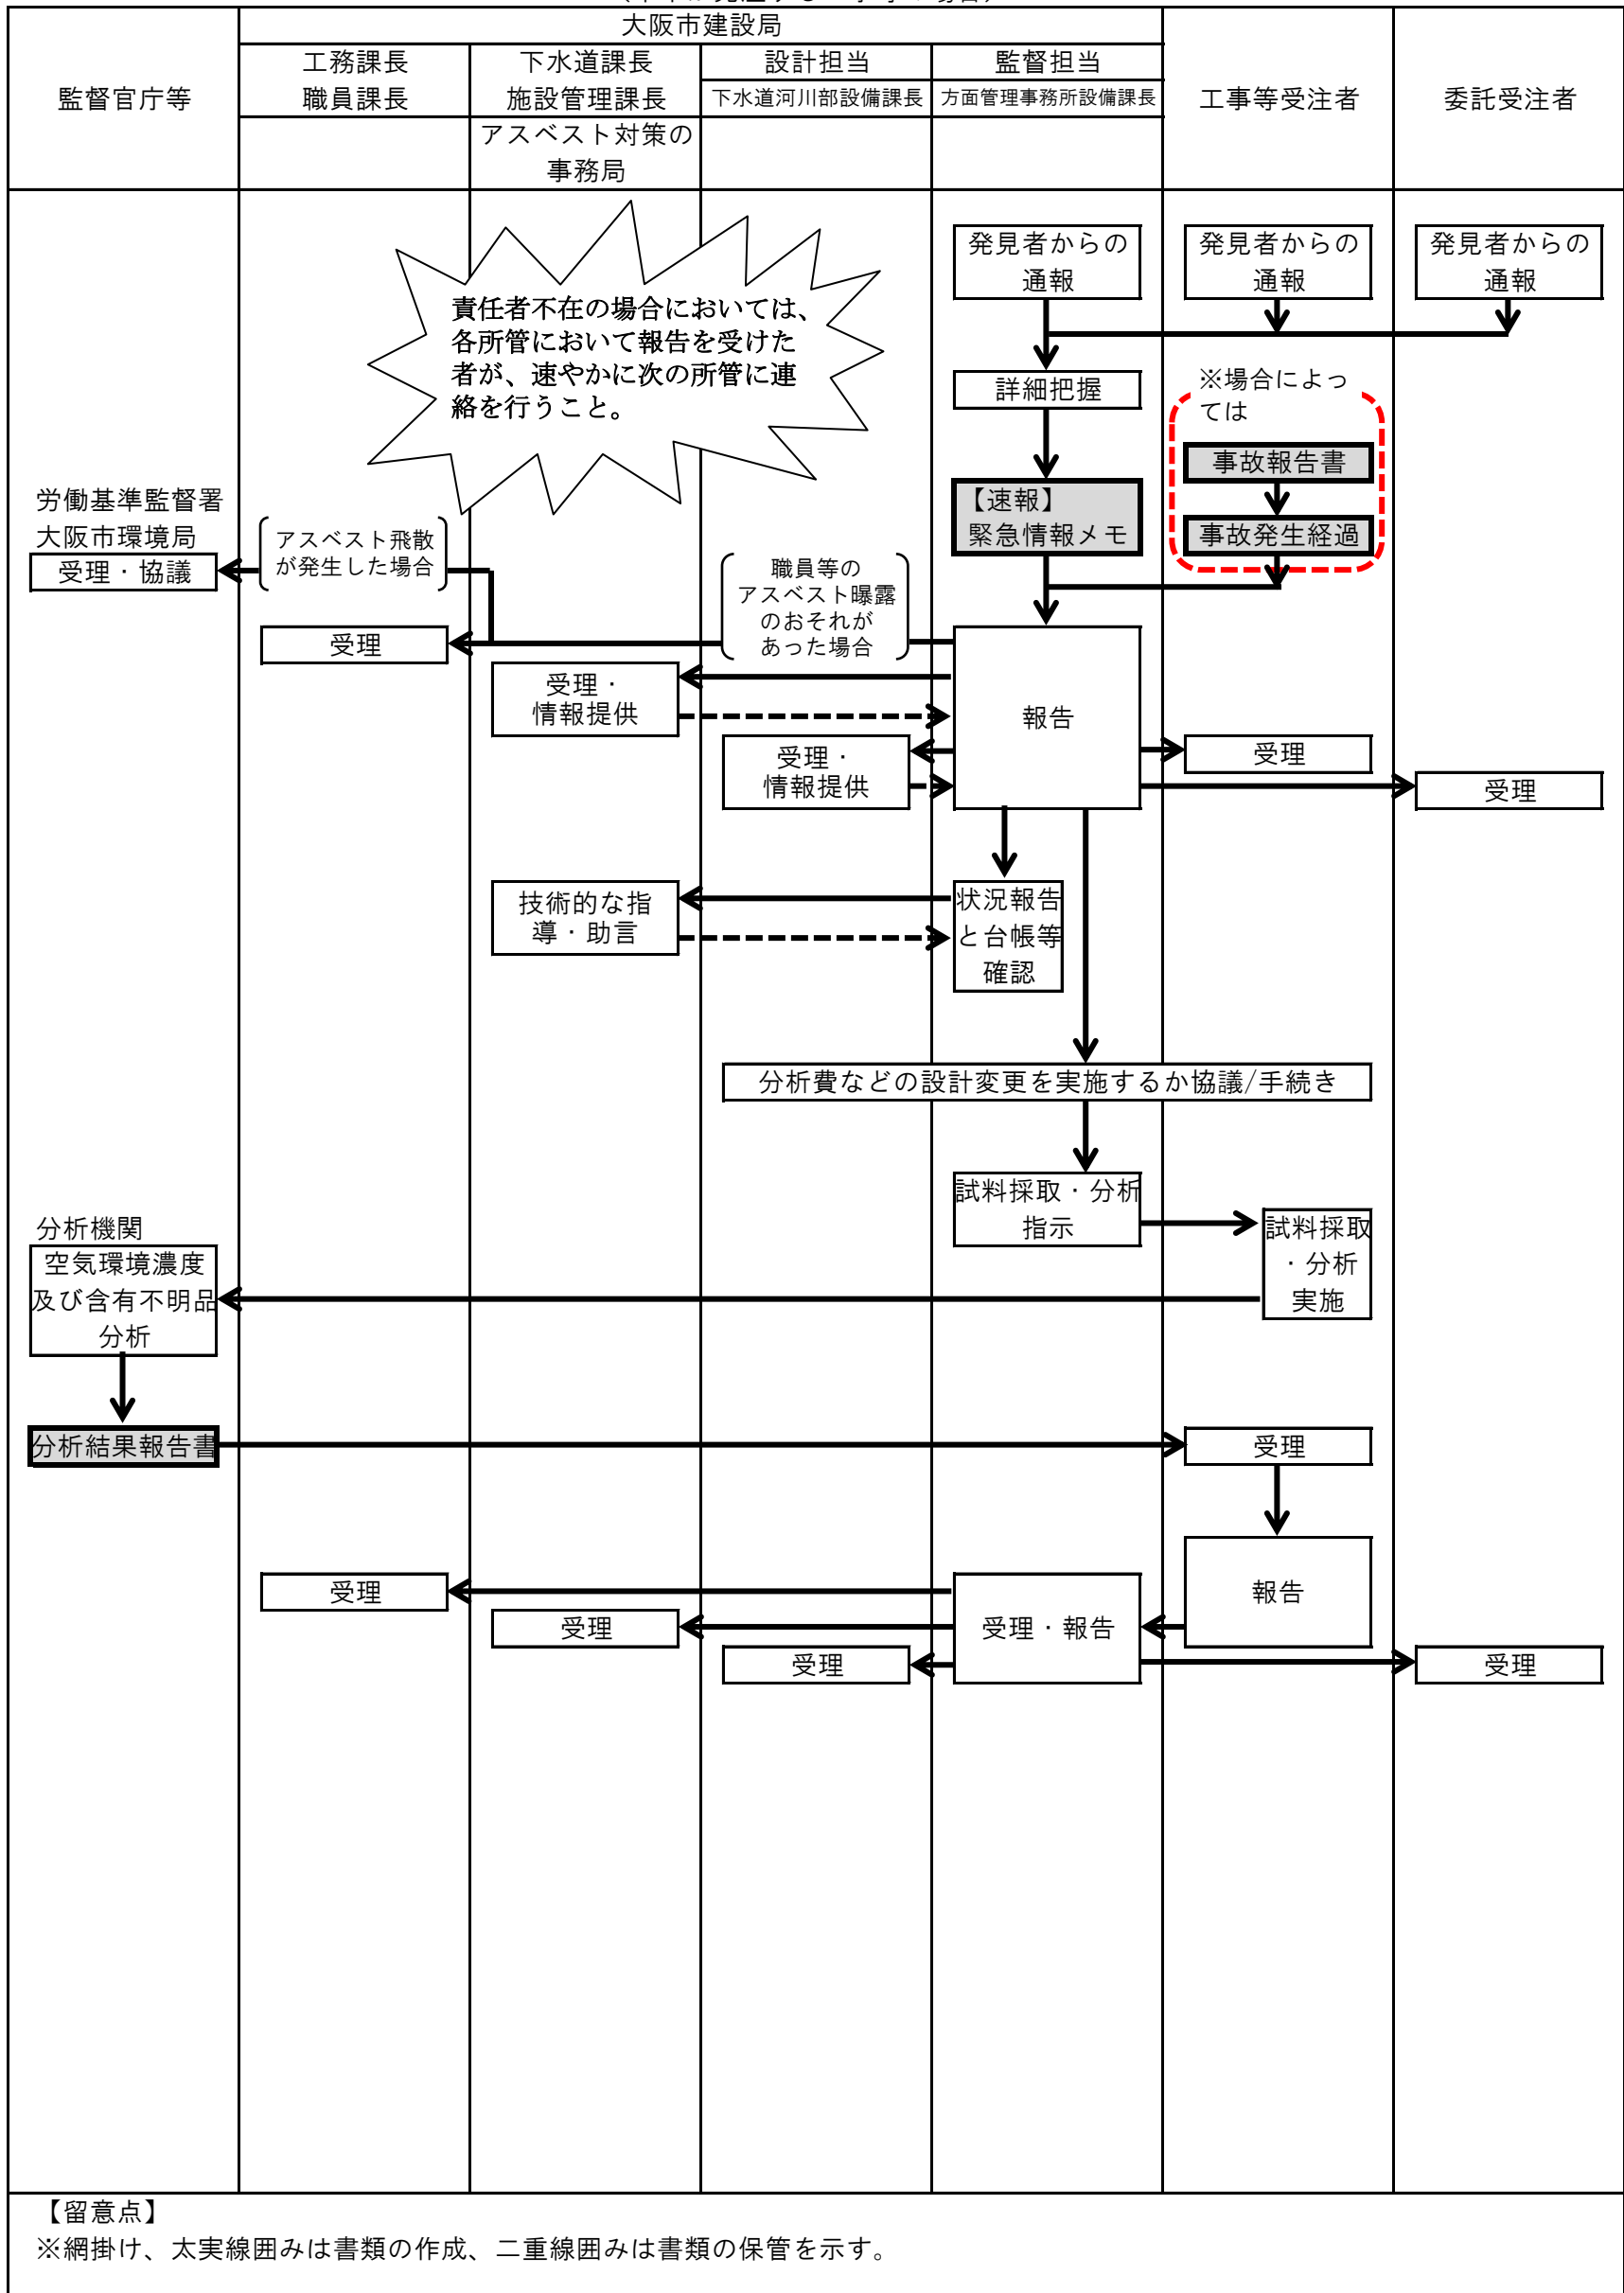 大阪市建設局
監督官庁等
工務課長
職員課長
下水道課長
施設管理課長
設計担当
下水道河川部設備課長
監督担当
方面管理事務所設備課長
工事等受注者
委託受注者
アスベスト対策の
事務局
責任者不在の場合においては、
各所管において報告を受けた
者が、速やかに次の所管に連
絡を行うこと。
発見者からの
通報
発見者からの
通報
発見者からの
通報
詳細把握
※場合によっ
ては
事故報告書
【速報】
緊急情報メモ
事故発生経過
労働基準監督署
大阪市環境局
受理・協議
アスベスト飛散
が発生した場合
職員等の
アスベスト曝露
のおそれが
あった場合
受理
受理・
情報提供
報告
受理・
情報提供
受理
受理
技術的な指
導・助言
状況報告
と台帳等
確認
分析費などの設計変更を実施するか協議/手続き
試料採取・分析
指示
試料採取
・分析
実施
分析機関
空気環境濃度
及び含有不明品
分析
分析結果報告書
受理
報告
受理
受理
受理
受理・報告
受理
【留意点】
※網掛け、太実線囲みは書類の作成、二重線囲みは書類の保管を示す。